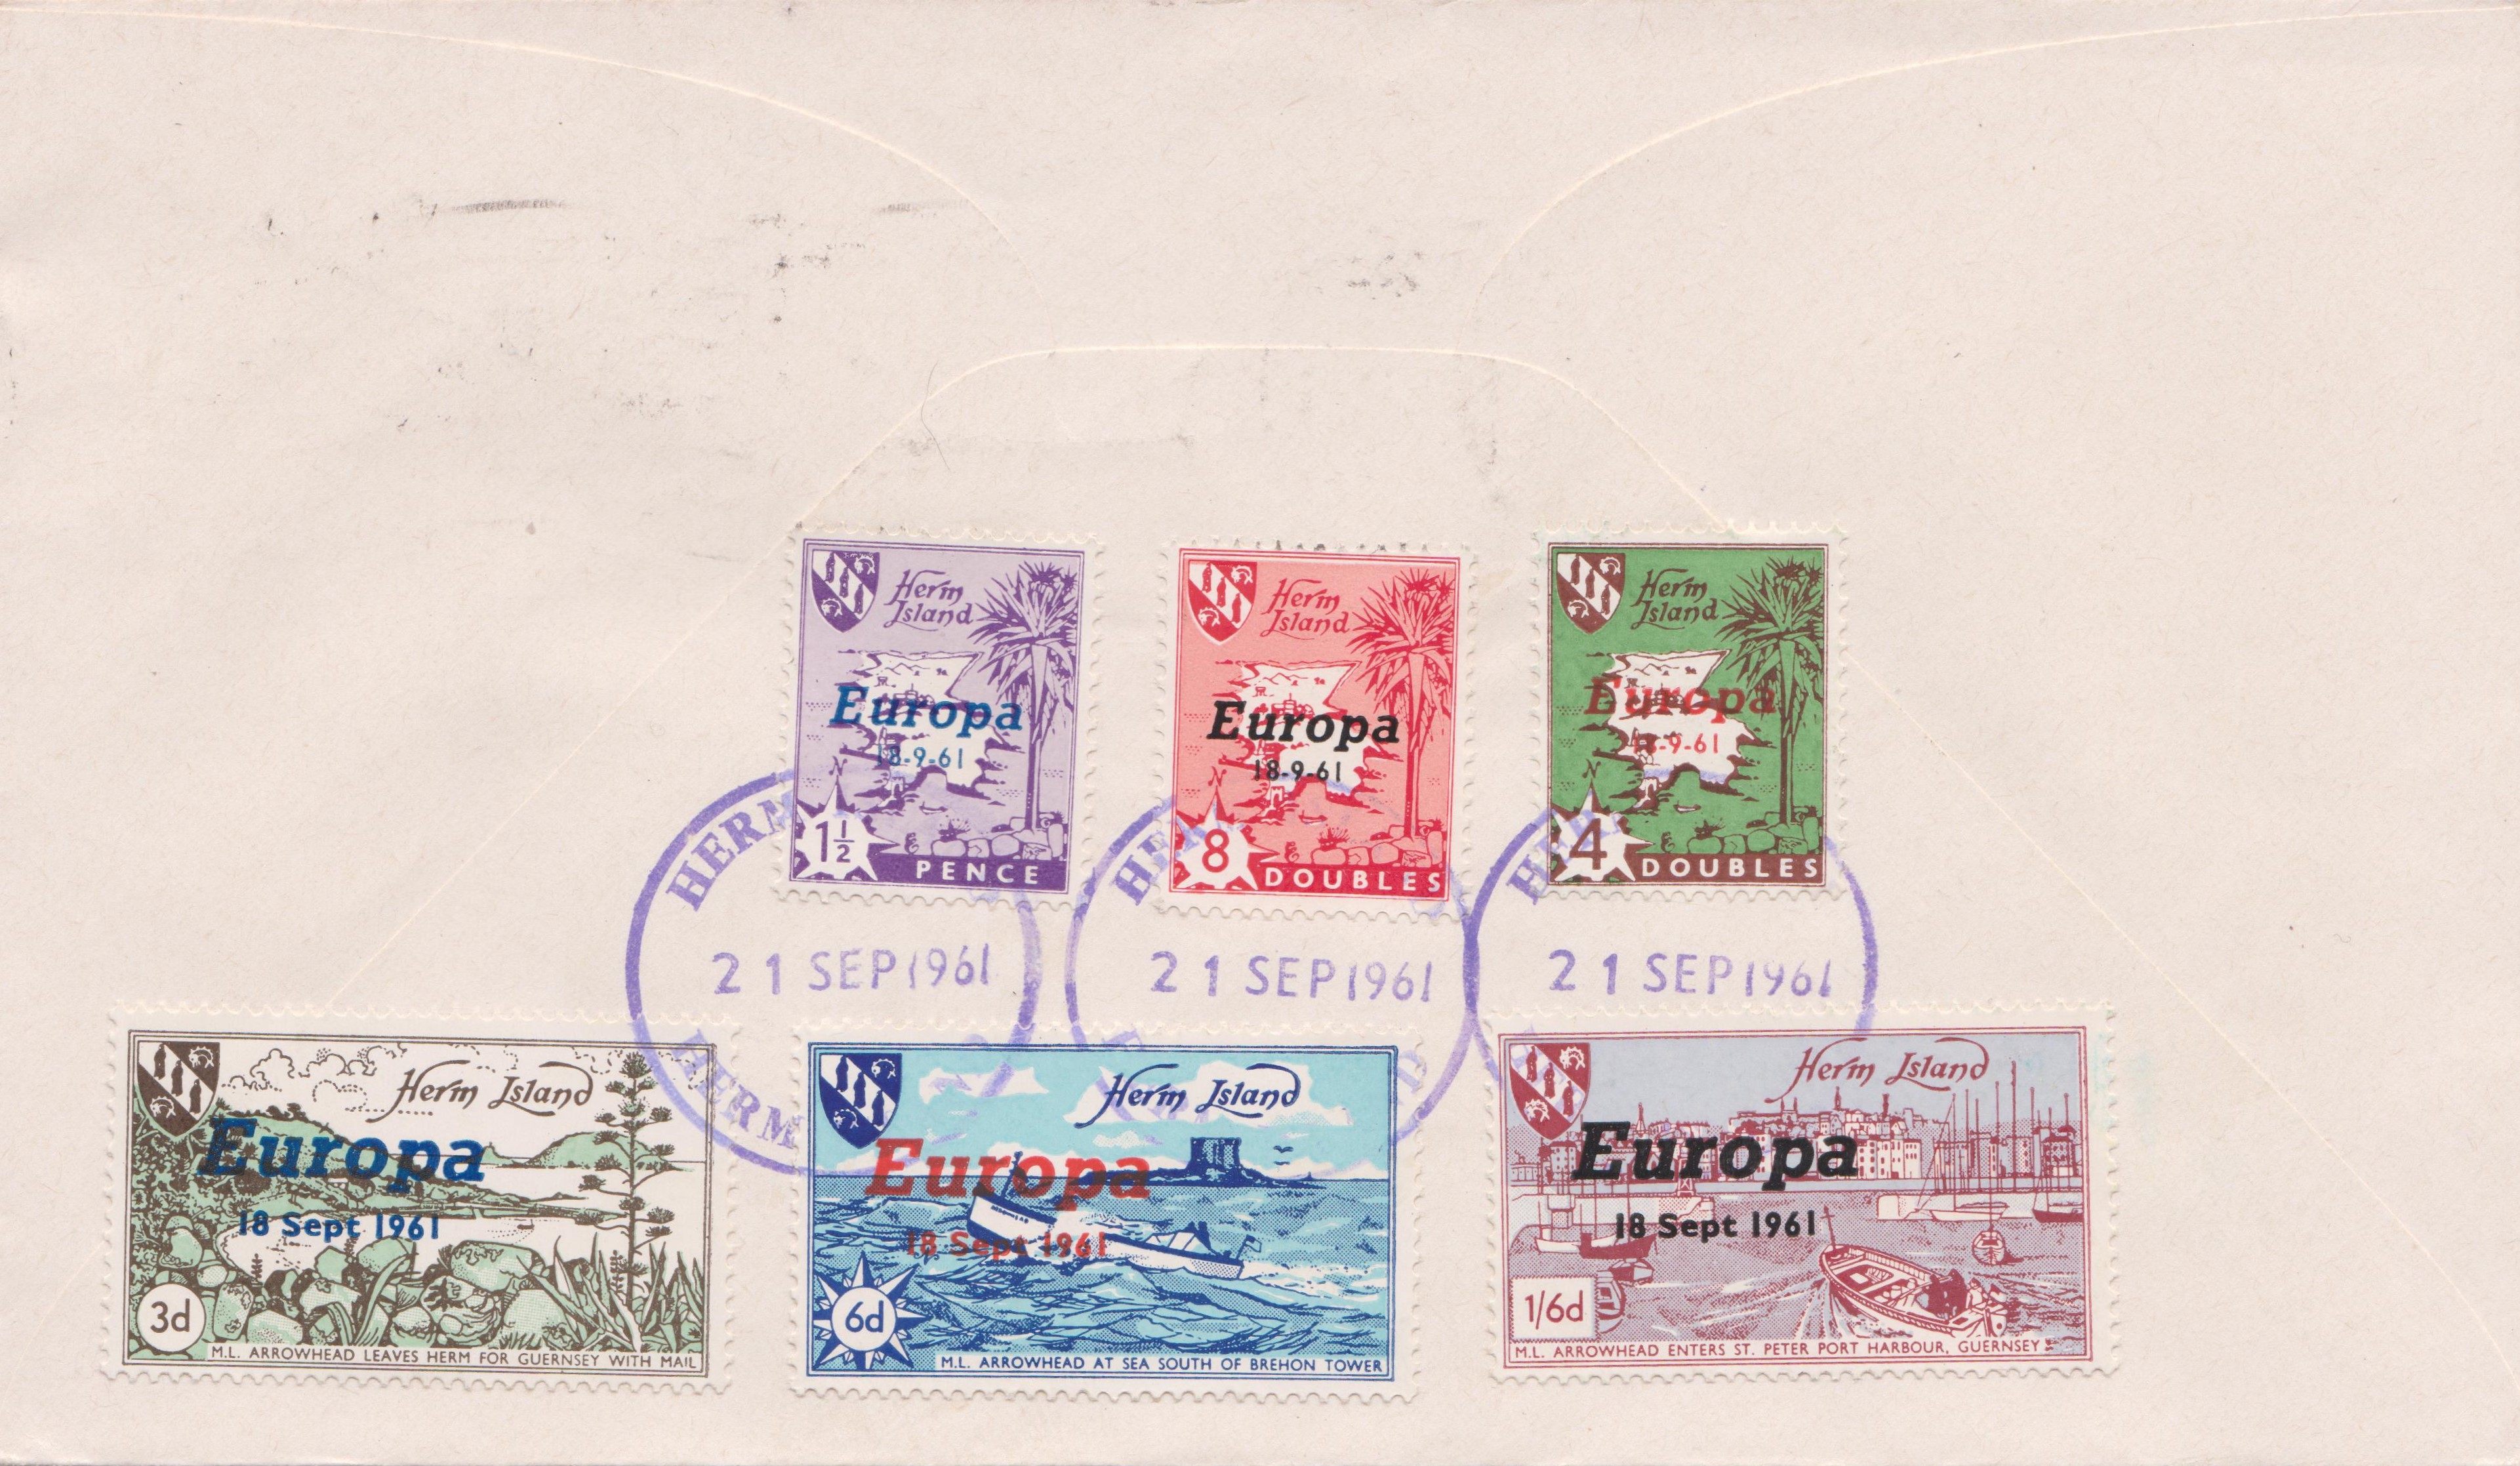 Herm
Island
Europa
18-9-61
N
1½
PENCE
Herm
Island
Europa
18-9-61
N
8
DOUBLES
Herm
Island
Europa
18-9-61
N
4
DOUBLES
HERM
21 SEP 1961
HERM
21 SEP 1961
21 SEP 1961
Herm Island
Europa
18 Sept 1961
3d
M.L. ARROWHEAD LEAVES HERM FOR GUERNSEY WITH MAIL
Herm Island
Europa
18 Sept 1961
6d
M.L. ARROWHEAD AT SEA SOUTH OF BREHON TOWER
Herm Island
Europa
18 Sept 1961
1/6d
M.L. ARROWHEAD ENTERS ST. PETER PORT HARBOUR, GUERNSEY